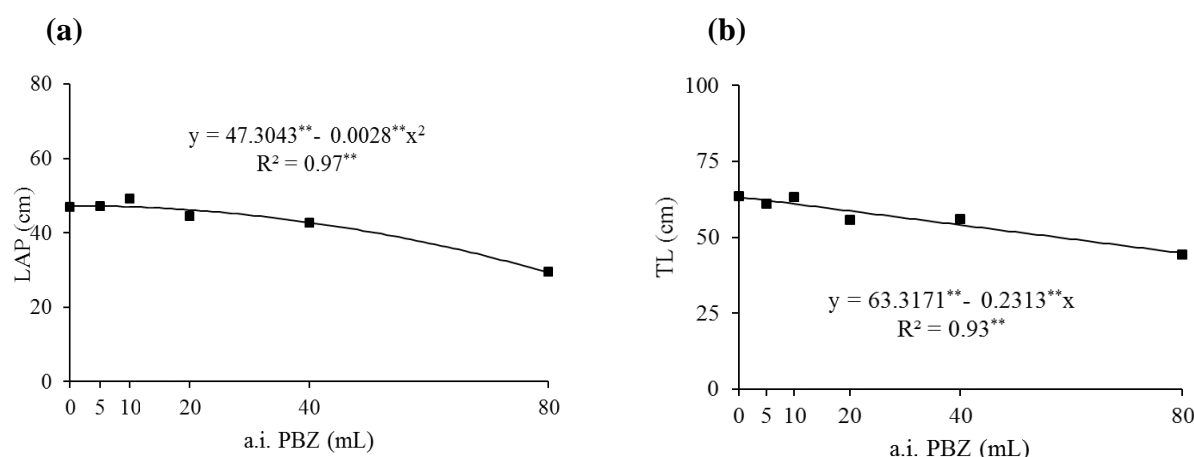 (a)
80
60
40
20
0
LAP (cm)
y = 47.3043**- 0.0028**x²
R² = 0.97**
0 5 10 20 40 80
a.i. PBZ (mL)
(b)
100
75
50
25
0
TL (cm)
y = 63.3171**- 0.2313**x
R² = 0.93**
0 5 10 20 40 80
a.i. PBZ (mL)